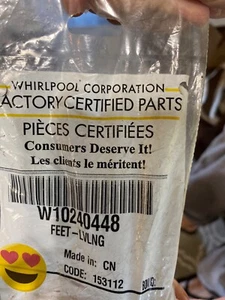 WHIRLPOOL CORPORATION
FACTORY CERTIFIED PARTS
PIÈCES CERTIFIÉES
Consumers Deserve It!
Les clients le méritent!
W10240448
FEET-LVLNG
Made in: CN
CODE: 153112